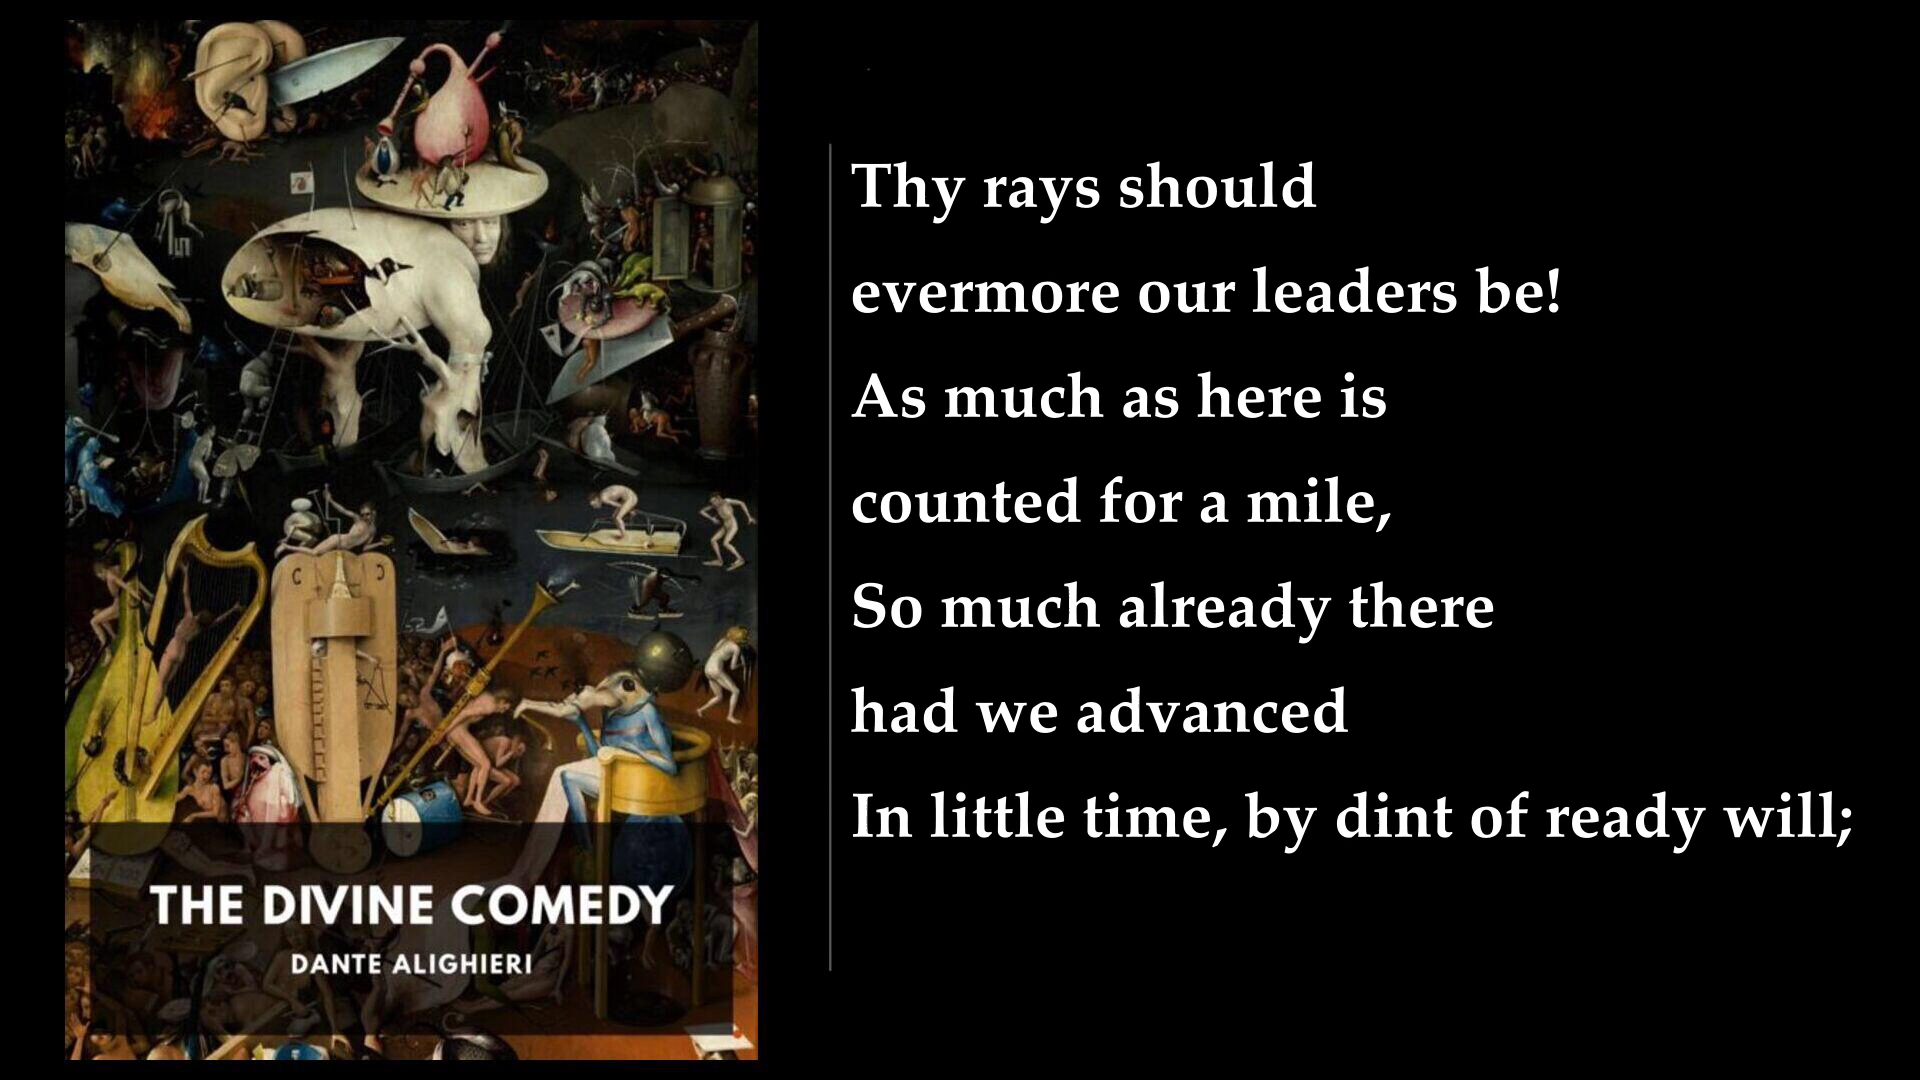 THE DIVINE COMEDY
DANTE ALIGHIERI
Thy rays should
evermore our leaders be!
As much as here is
counted for a mile,
So much already there
had we advanced
In little time, by dint of ready will;